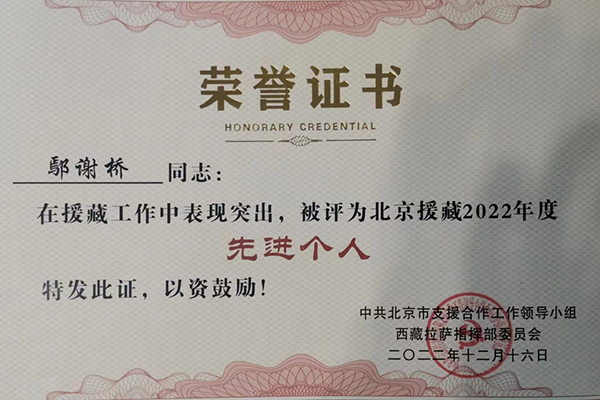 荣誉证书
HONORARY CREDENTIAL
鄢谢桥 同志：
在援藏工作中表现突出，被评为北京援藏2022年度
先进个人
特发此证，以资鼓励！
中共北京市支援合作工作领导小组
西藏拉萨指挥部委员会
二〇二二年十二月十六日